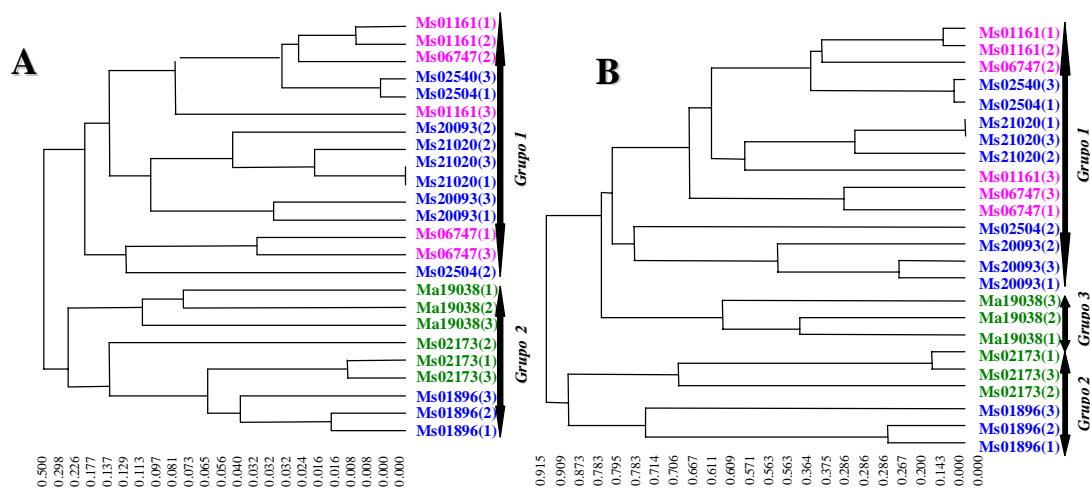 A
Ms01161(1)
Ms01161(2)
Ms06747(2)
Ms02540(3)
Ms02504(1)
Ms01161(3)
Ms20093(2)
Ms21020(2)
Ms21020(3)
Ms21020(1)
Ms20093(3)
Ms20093(1)
Ms06747(1)
Ms06747(3)
Ms02504(2)
Ma19038(1)
Ma19038(2)
Ma19038(3)
Ms02173(2)
Ms02173(1)
Ms02173(3)
Ms01896(3)
Ms01896(2)
Ms01896(1)
Grupo 1
Grupo 2
0.500
0.298
0.226
0.177
0.137
0.129
0.113
0.097
0.081
0.073
0.065
0.056
0.040
0.032
0.032
0.032
0.024
0.016
0.016
0.008
0.008
0.000
0.000
B
Ms01161(1)
Ms01161(2)
Ms06747(2)
Ms02540(3)
Ms02504(1)
Ms21020(1)
Ms21020(3)
Ms21020(2)
Ms01161(3)
Ms06747(3)
Ms06747(1)
Ms02504(2)
Ms20093(2)
Ms20093(3)
Ms20093(1)
Ma19038(3)
Ma19038(2)
Ma19038(1)
Ms02173(1)
Ms02173(3)
Ms02173(2)
Ms01896(3)
Ms01896(2)
Ms01896(1)
Grupo 1
Grupo 3
Grupo 2
0.915
0.909
0.873
0.783
0.795
0.783
0.714
0.706
0.667
0.611
0.609
0.571
0.563
0.563
0.364
0.375
0.286
0.286
0.286
0.267
0.200
0.143
0.000
0.000